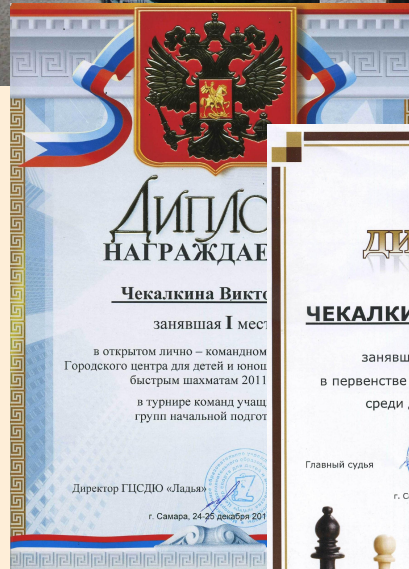 ДИПЛО
НАГРАЖДАЕ
Чекалкина Викто
занявшая I мест
в открытом лично – командном
Городского центра для детей и юнош
быстрым шахматам 2011
в турнире команд учащ
групп начальной подгот
Директор ГЦСДЮ «Ладья»
г. Самара, 24-25 декабря 201
ДИ
ЧЕКАЛКИ
занявш
в первенстве
среди
Главный судья
г. С